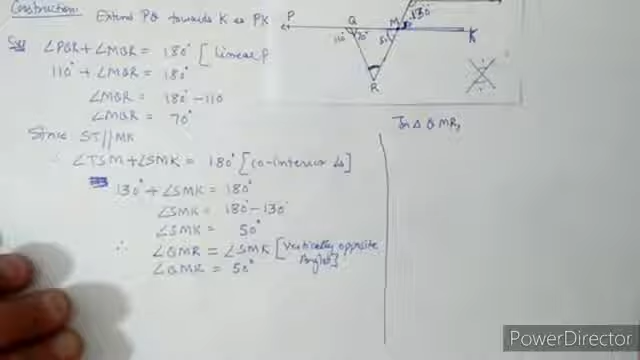 Construction: Extend PQ towards K as PK
P Q M K
130°
110° 70° 50°
R
Sol ∠PQR + ∠MQR = 180° [Linear P
110° + ∠MQR = 180°
∠MQR = 180° - 110
∠MQR = 70°
Since ST∥MK
∴ ∠TSM + ∠SMK = 180° [Co-interior ∠s]
130° + ∠SMK = 180°
∠SMK = 180 - 130°
∠SMK = 50°
∴ ∠QMR = ∠SMK [Vertically opposite Angles]
∠QMR = 50°
In Δ QMR,
PowerDirector